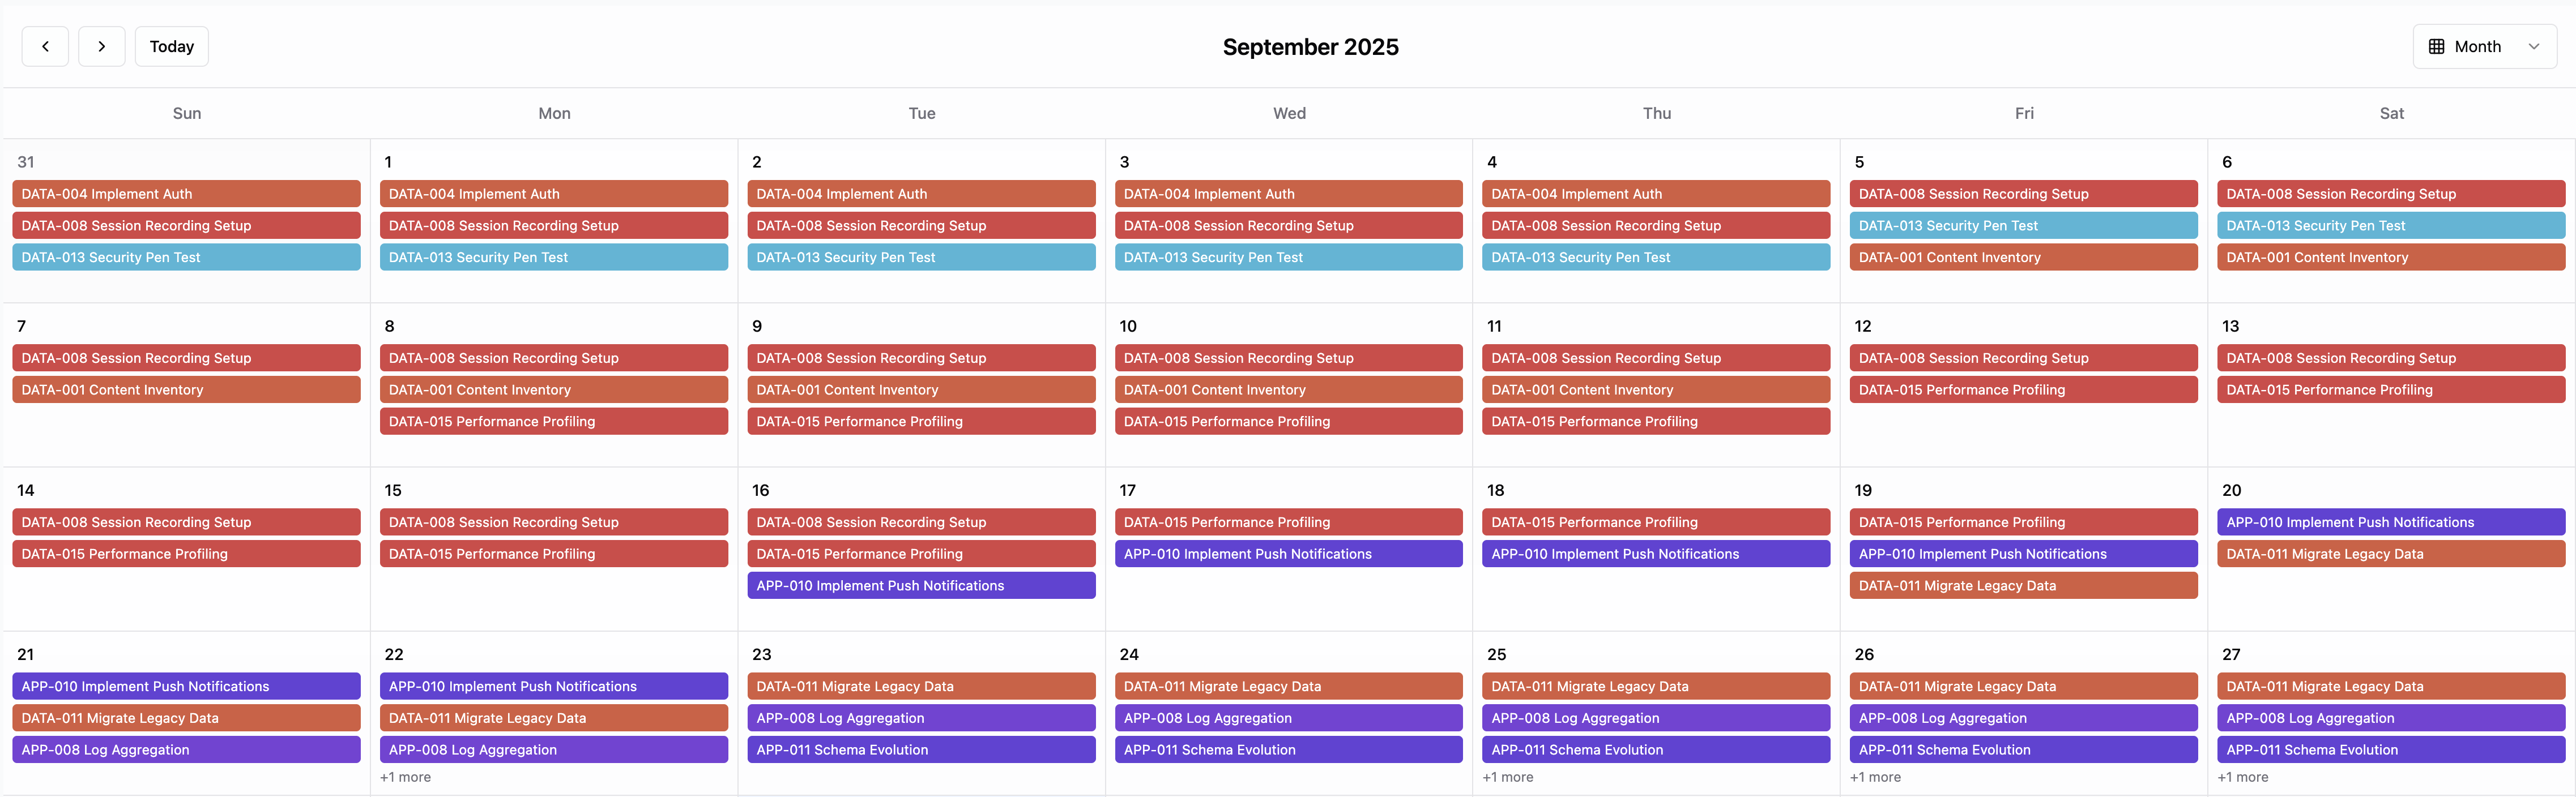 Today
September 2025
Month
Sun Mon Tue Wed Thu Fri Sat
31
DATA-004 Implement Auth
DATA-008 Session Recording Setup
DATA-013 Security Pen Test
1
DATA-004 Implement Auth
DATA-008 Session Recording Setup
DATA-013 Security Pen Test
2
DATA-004 Implement Auth
DATA-008 Session Recording Setup
DATA-013 Security Pen Test
3
DATA-004 Implement Auth
DATA-008 Session Recording Setup
DATA-013 Security Pen Test
4
DATA-004 Implement Auth
DATA-008 Session Recording Setup
DATA-013 Security Pen Test
5
DATA-008 Session Recording Setup
DATA-013 Security Pen Test
DATA-001 Content Inventory
6
DATA-008 Session Recording Setup
DATA-013 Security Pen Test
DATA-001 Content Inventory
7
DATA-008 Session Recording Setup
DATA-001 Content Inventory
8
DATA-008 Session Recording Setup
DATA-001 Content Inventory
DATA-015 Performance Profiling
9
DATA-008 Session Recording Setup
DATA-001 Content Inventory
DATA-015 Performance Profiling
10
DATA-008 Session Recording Setup
DATA-001 Content Inventory
DATA-015 Performance Profiling
11
DATA-008 Session Recording Setup
DATA-001 Content Inventory
DATA-015 Performance Profiling
12
DATA-008 Session Recording Setup
DATA-015 Performance Profiling
13
DATA-008 Session Recording Setup
DATA-015 Performance Profiling
14
DATA-008 Session Recording Setup
DATA-015 Performance Profiling
15
DATA-008 Session Recording Setup
DATA-015 Performance Profiling
16
DATA-008 Session Recording Setup
DATA-015 Performance Profiling
APP-010 Implement Push Notifications
17
DATA-015 Performance Profiling
APP-010 Implement Push Notifications
18
DATA-015 Performance Profiling
APP-010 Implement Push Notifications
19
DATA-015 Performance Profiling
APP-010 Implement Push Notifications
DATA-011 Migrate Legacy Data
20
APP-010 Implement Push Notifications
DATA-011 Migrate Legacy Data
21
APP-010 Implement Push Notifications
DATA-011 Migrate Legacy Data
APP-008 Log Aggregation
22
APP-010 Implement Push Notifications
DATA-011 Migrate Legacy Data
APP-008 Log Aggregation
+1 more
23
DATA-011 Migrate Legacy Data
APP-008 Log Aggregation
APP-011 Schema Evolution
24
DATA-011 Migrate Legacy Data
APP-008 Log Aggregation
APP-011 Schema Evolution
25
DATA-011 Migrate Legacy Data
APP-008 Log Aggregation
APP-011 Schema Evolution
+1 more
26
DATA-011 Migrate Legacy Data
APP-008 Log Aggregation
APP-011 Schema Evolution
+1 more
27
DATA-011 Migrate Legacy Data
APP-008 Log Aggregation
APP-011 Schema Evolution
+1 more